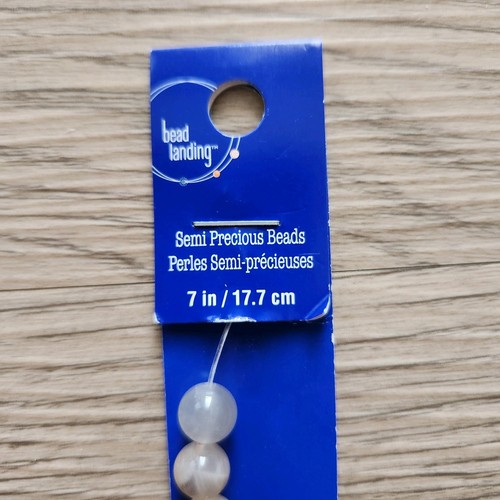 bead
landing™
Semi Precious Beads
Perles Semi-précieuses
7 in / 17.7 cm